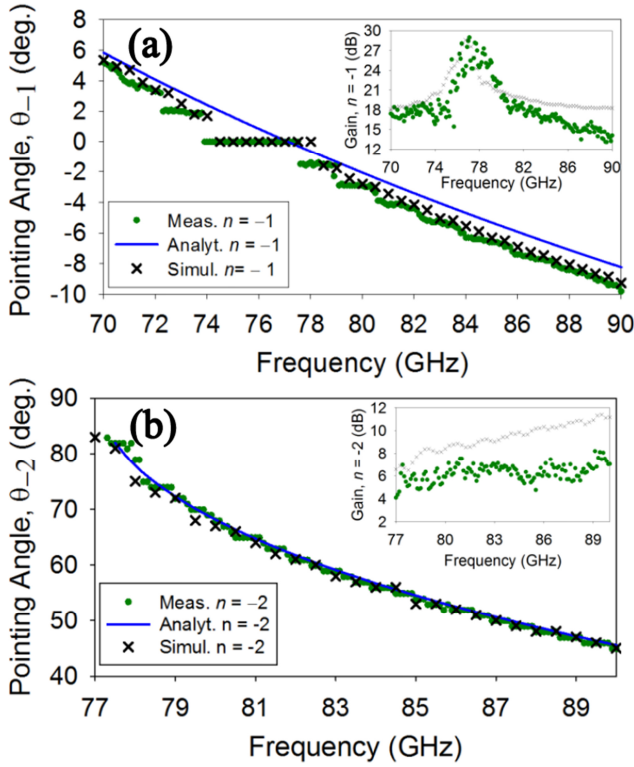 (a)
Pointing Angle, θ−1 (deg.)
8
6
4
2
0
-2
-4
-6
-8
-10
70 72 74 76 78 80 82 84 86 88 90
Frequency (GHz)
Meas. n = −1
Analyt. n = −1
Simul. n= − 1
Gain, n = -1 (dB)
30
27
24
21
18
15
12
70 74 78 82 86 90
Frequency (GHz)
(b)
Pointing Angle, θ−2 (deg.)
90
80
70
60
50
40
77 79 81 83 85 87 89
Frequency (GHz)
Meas. n = −2
Analyt. n = -2
Simul. n = -2
Gain, n = -2 (dB)
12
10
8
6
4
2
77 80 83 86 89
Frequency (GHz)